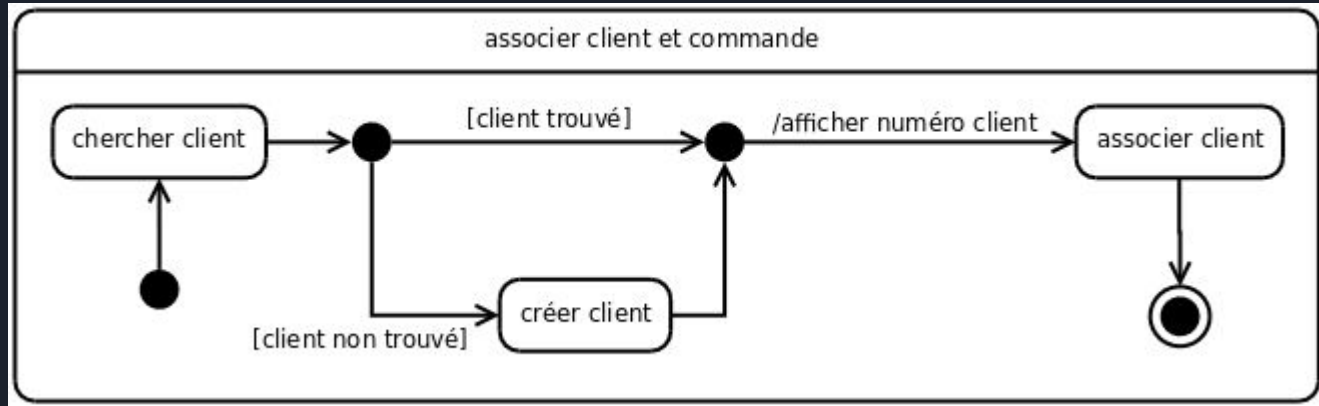 associer client et commande
chercher client
[client trouvé]
/afficher numéro client
associer client
[client non trouvé]
créer client